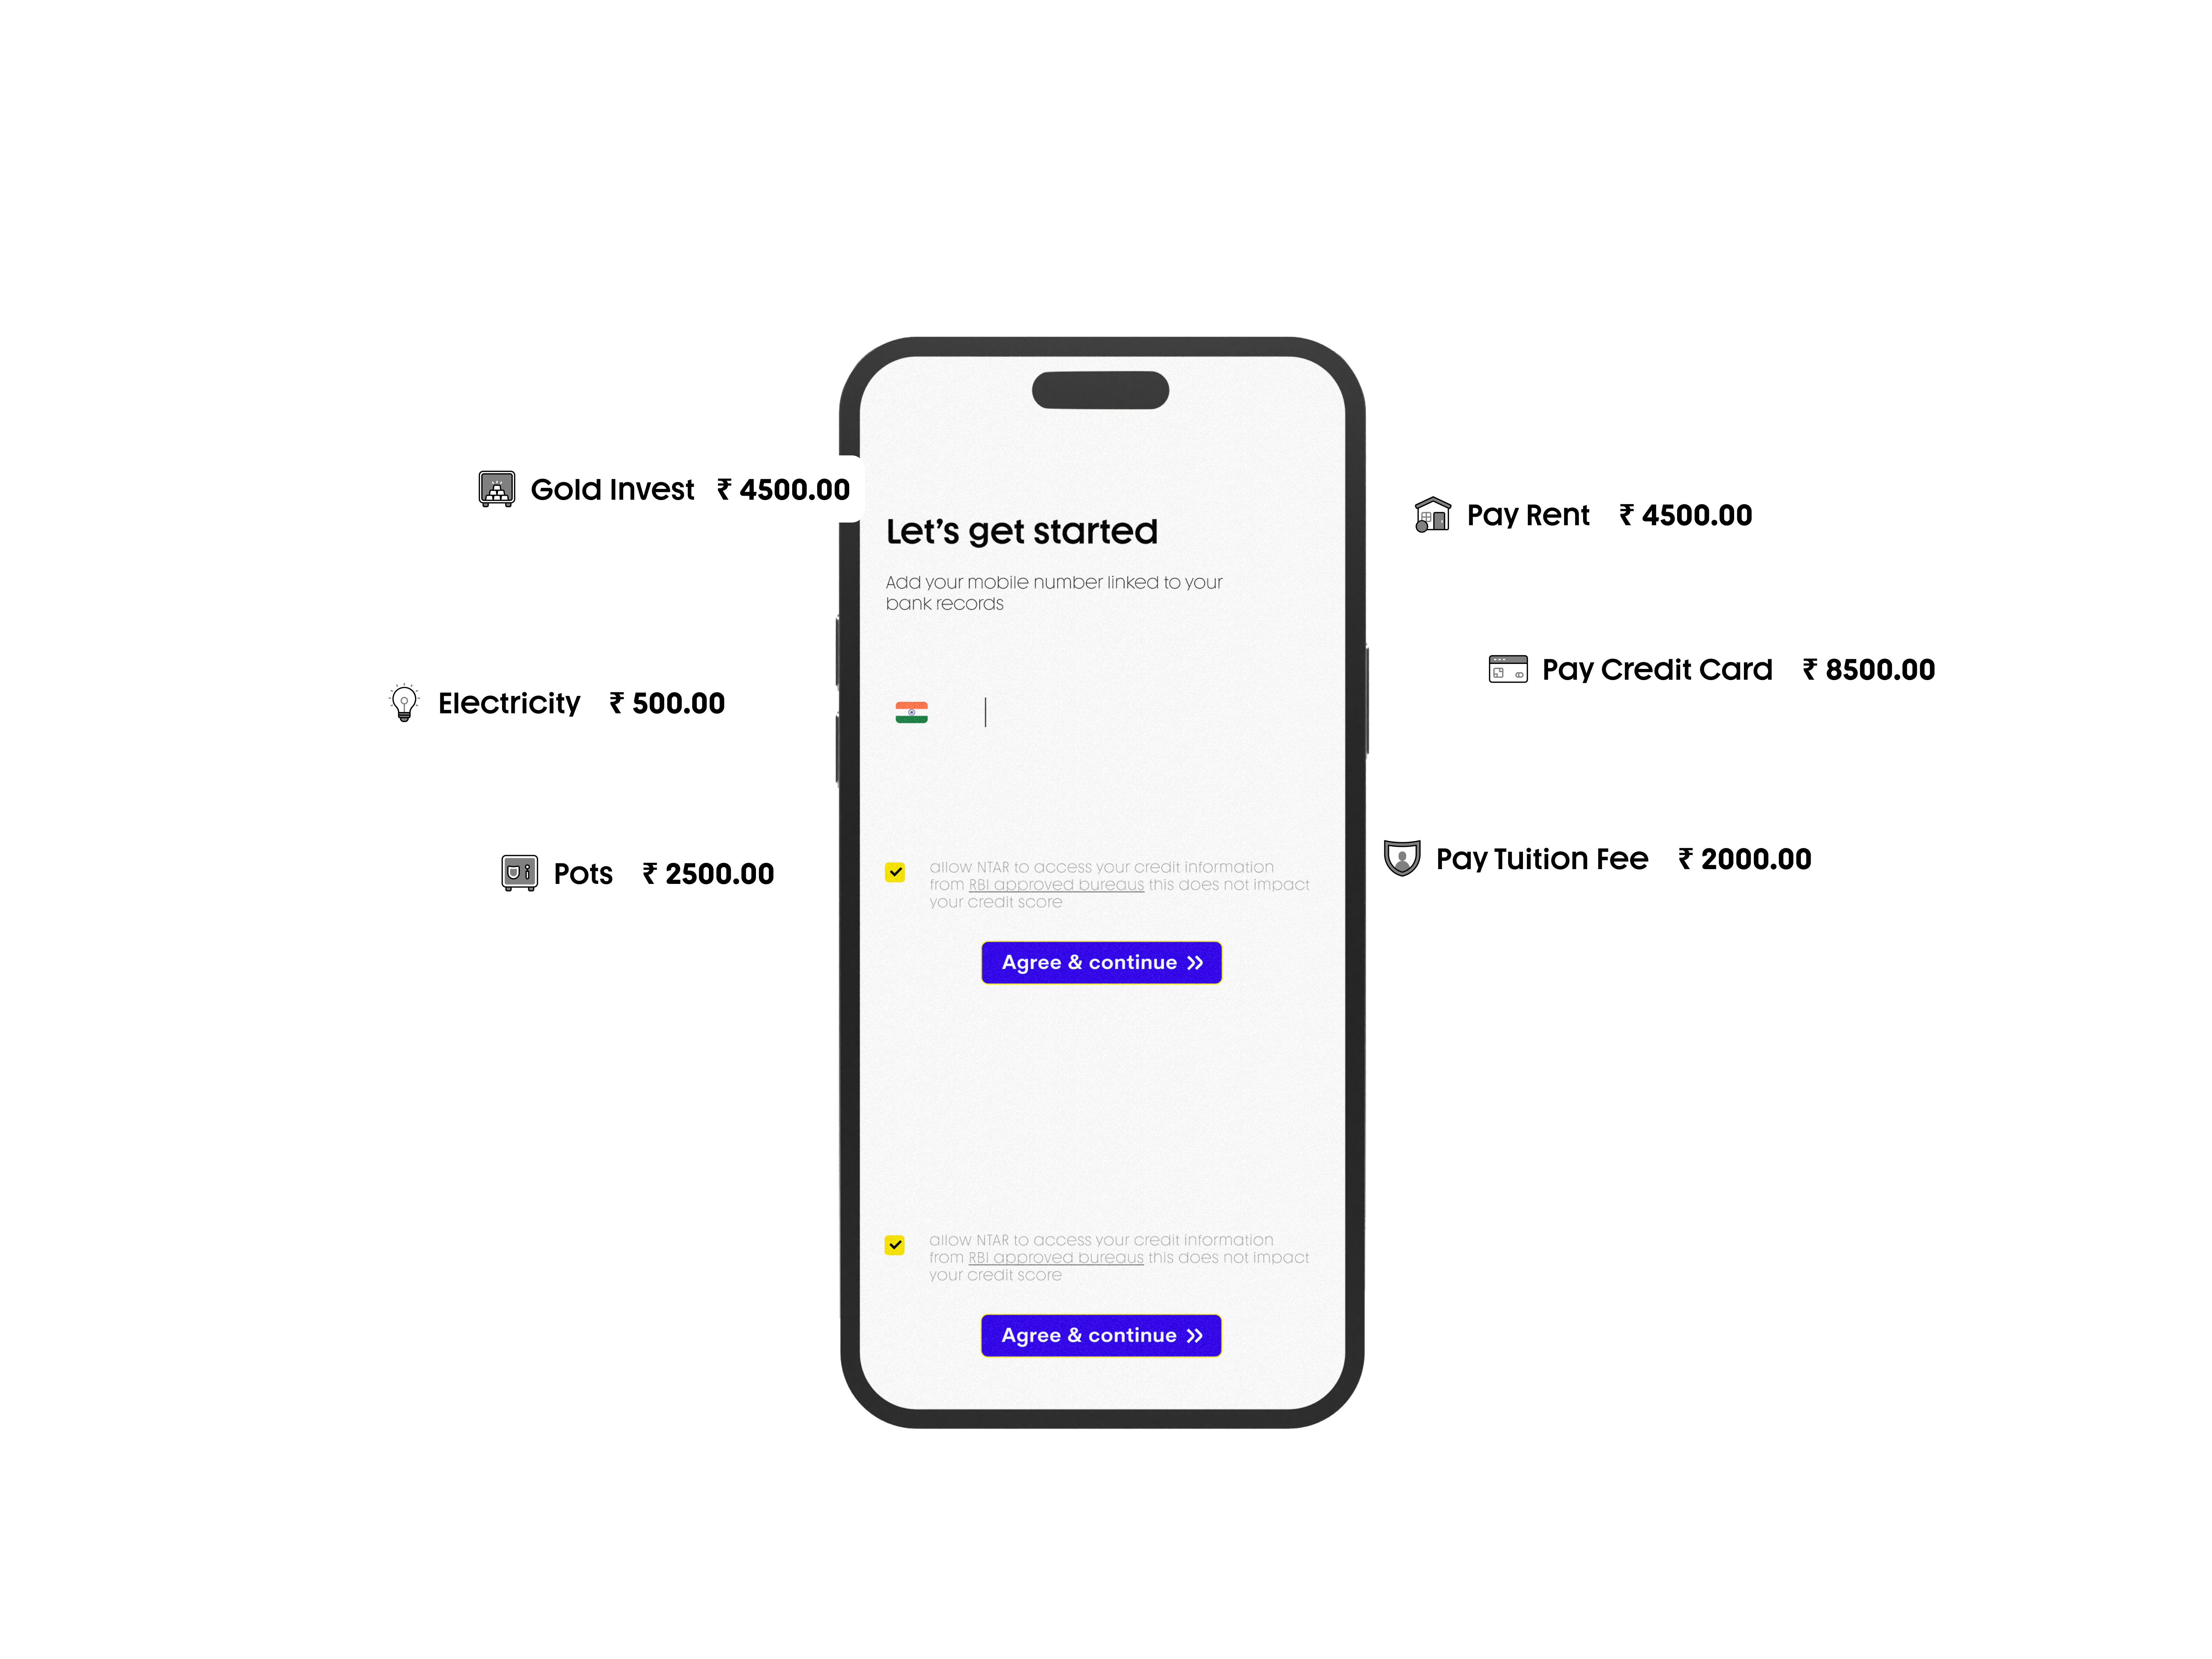 Gold Invest ₹ 4500.00
Electricity ₹ 500.00
Pots ₹ 2500.00
Let's get started
Add your mobile number linked to your
bank records
allow NTAR to access your credit information
from RBI approved bureaus this does not impact
your credit score
Agree & continue
allow NTAR to access your credit information
from RBI approved bureaus this does not impact
your credit score
Agree & continue
Pay Rent ₹ 4500.00
Pay Credit Card ₹ 8500.00
Pay Tuition Fee ₹ 2000.00